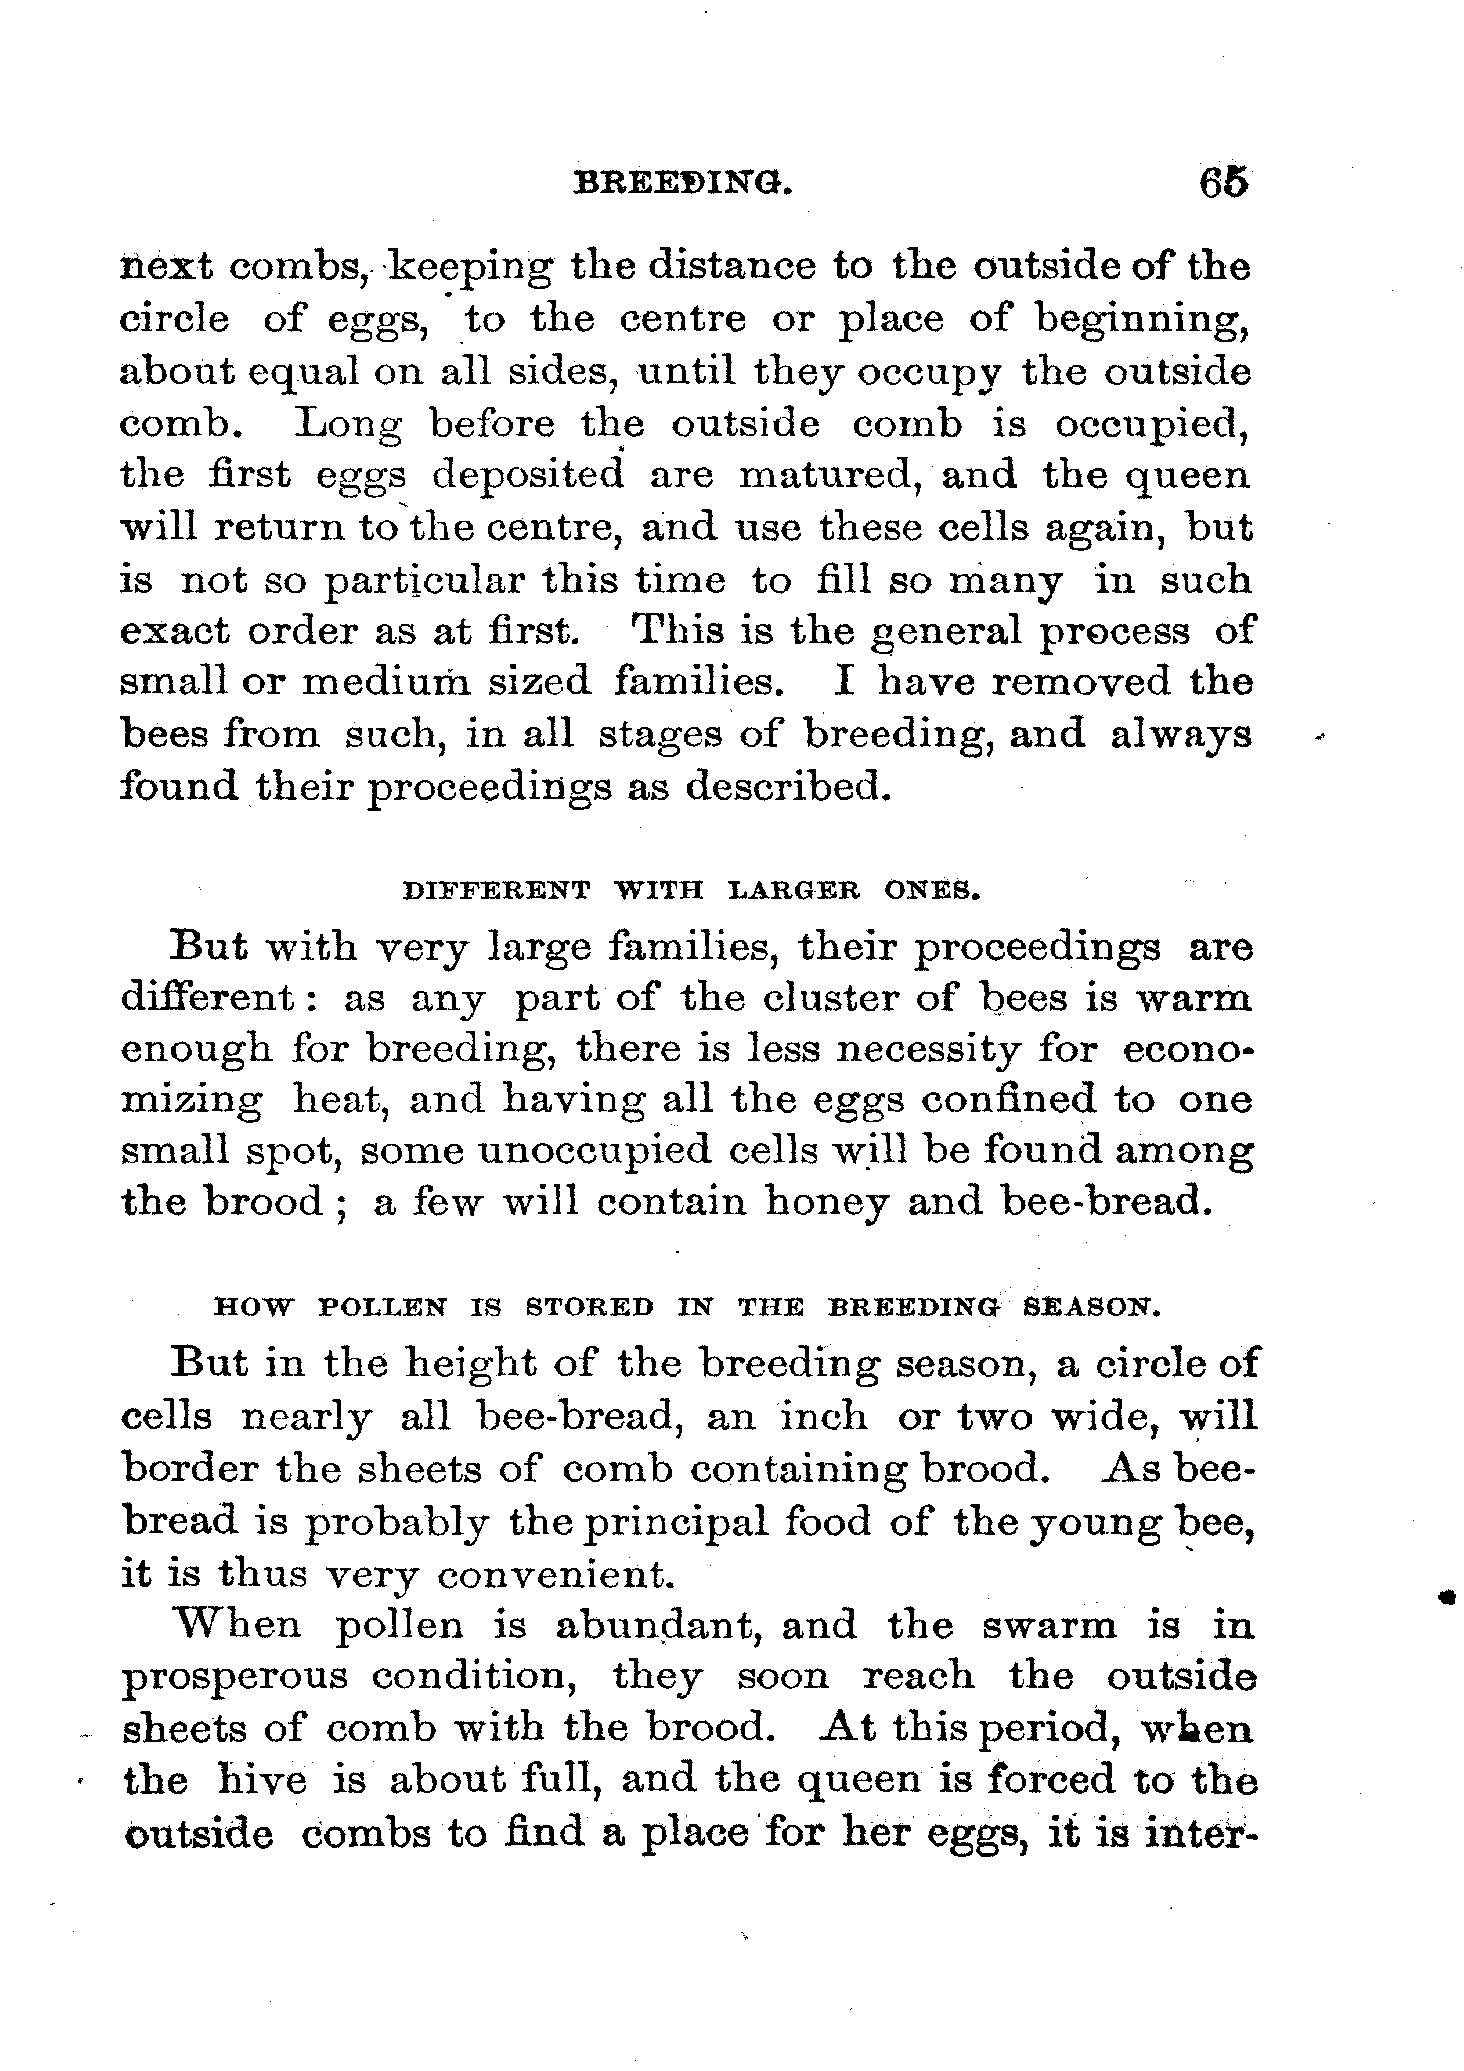 BREEDING. 65
next combs, keeping the distance to the outside of the
circle of eggs, to the centre or place of beginning,
about equal on all sides, until they occupy the outside
comb. Long before the outside comb is occupied,
the first eggs deposited are matured, and the queen
will return to the centre, and use these cells again, but
is not so particular this time to fill so many in such
exact order as at first. This is the general process of
small or medium sized families. I have removed the
bees from such, in all stages of breeding, and always
found their proceedings as described.
DIFFERENT WITH LARGER ONES.
But with very large families, their proceedings are
different : as any part of the cluster of bees is warm
enough for breeding, there is less necessity for econo-
mizing heat, and having all the eggs confined to one
small spot, some unoccupied cells will be found among
the brood ; a few will contain honey and bee-bread.
HOW POLLEN IS STORED IN THE BREEDING SEASON.
But in the height of the breeding season, a circle of
cells nearly all bee-bread, an inch or two wide, will
border the sheets of comb containing brood. As bee-
bread is probably the principal food of the young bee,
it is thus very convenient.
When pollen is abundant, and the swarm is in
prosperous condition, they soon reach the outside
sheets of comb with the brood. At this period, when
the hive is about full, and the queen is forced to the
outside combs to find a place for her eggs, it is inter-